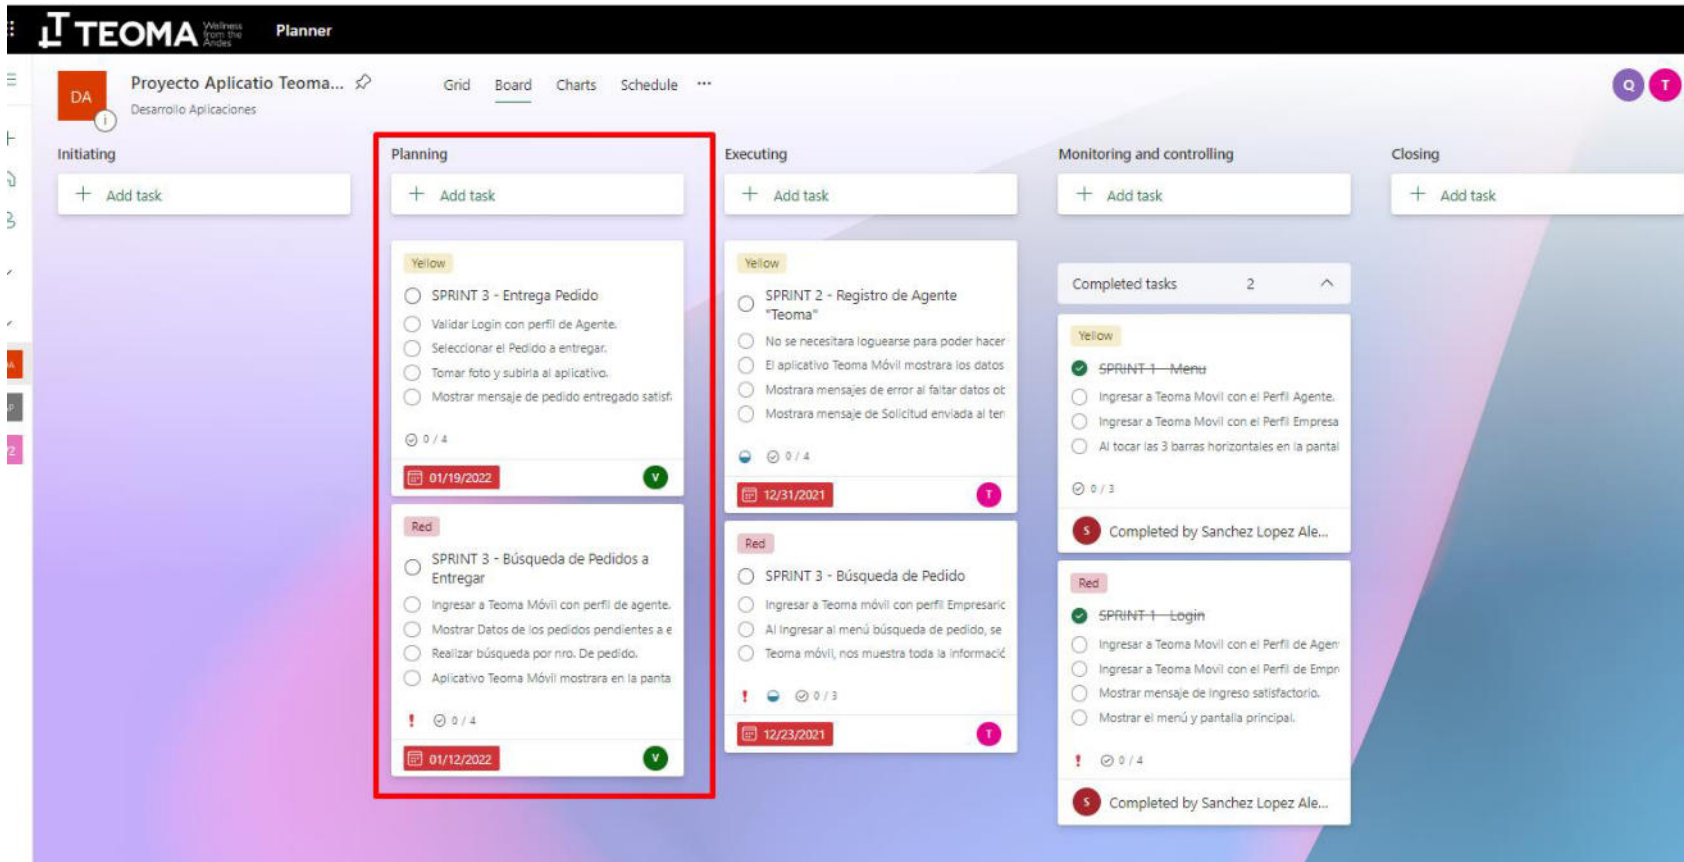 TEOMA Wellness from the Andes
Planner
DA
Proyecto Aplicatio Teoma...
Desarrollo Aplicaciones
Grid Board Charts Schedule ...
Q T
Initiating
+ Add task
Planning
+ Add task
Yellow
SPRINT 3 - Entrega Pedido
Validar Login con perfil de Agente.
Seleccionar el Pedido a entregar.
Tomar foto y subirla al aplicativo.
Mostrar mensaje de pedido entregado satisf
0 / 4
01/19/2022 V
Red
SPRINT 3 - Búsqueda de Pedidos a
Entregar
Ingresar a Teoma Móvil con perfil de agente.
Mostrar Datos de los pedidos pendientes a e
Realizar búsqueda por nro. De pedido.
Aplicativo Teoma Móvil mostrara en la panta
! 0 / 4
01/12/2022 V
Executing
+ Add task
Yellow
SPRINT 2 - Registro de Agente
"Teoma"
No se necesitara loguearse para poder hacer
El aplicativo Teoma Móvil mostrara los datos
Mostrara mensajes de error al faltar datos ob
Mostrara mensaje de Solicitud enviada al ter
0 / 4
12/31/2021 T
Red
SPRINT 3 - Búsqueda de Pedido
Ingresar a Teoma móvil con perfil Empresaric
Al Ingresar al menú búsqueda de pedido, se
Teoma móvil, nos muestra toda la informació
! 0 / 3
12/23/2021 T
Monitoring and controlling
+ Add task
Completed tasks 2
Yellow
SPRINT 1 - Menu
Ingresar a Teoma Movil con el Perfil Agente.
Ingresar a Teoma Movil con el Perfil Empresa
Al tocar las 3 barras horizontales en la pantal
0 / 3
S Completed by Sanchez Lopez Ale...
Red
SPRINT 1 - Login
Ingresar a Teoma Movil con el Perfil de Agen
Ingresar a Teoma Movil con el Perfil de Empr
Mostrar mensaje de Ingreso satisfactorio.
Mostrar el menú y pantalla principal.
! 0 / 4
S Completed by Sanchez Lopez Ale...
Closing
+ Add task